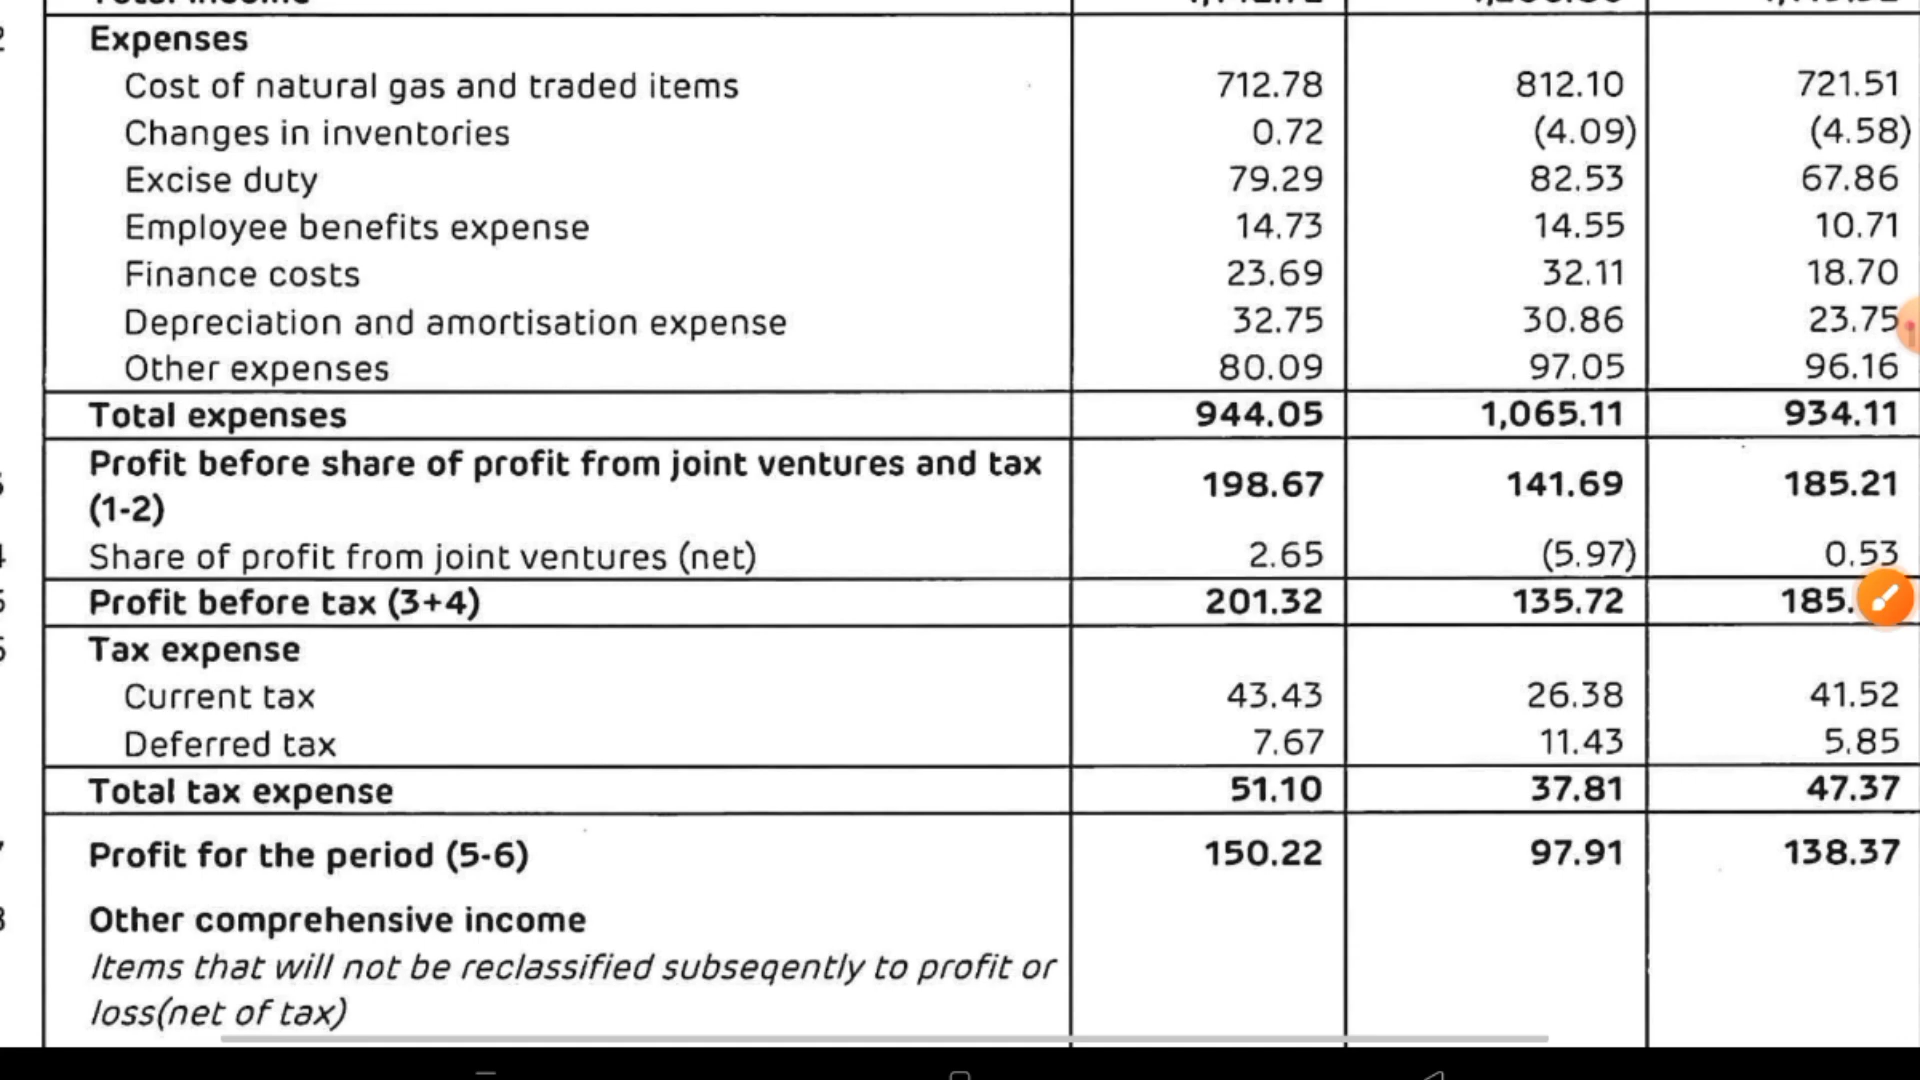 Total income
Expenses
Cost of natural gas and traded items 712.78 812.10 721.51
Changes in inventories 0.72 (4.09) (4.58)
Excise duty 79.29 82.53 67.86
Employee benefits expense 14.73 14.55 10.71
Finance costs 23.69 32.11 18.70
Depreciation and amortisation expense 32.75 30.86 23.75
Other expenses 80.09 97.05 96.16
Total expenses 944.05 1,065.11 934.11
Profit before share of profit from joint ventures and tax
(1-2) 198.67 141.69 185.21
Share of profit from joint ventures (net) 2.65 (5.97) 0.53
Profit before tax (3+4) 201.32 135.72 185.
Tax expense
Current tax 43.43 26.38 41.52
Deferred tax 7.67 11.43 5.85
Total tax expense 51.10 37.81 47.37
Profit for the period (5-6) 150.22 97.91 138.37
Other comprehensive income
Items that will not be reclassified subseqently to profit or
loss(net of tax)